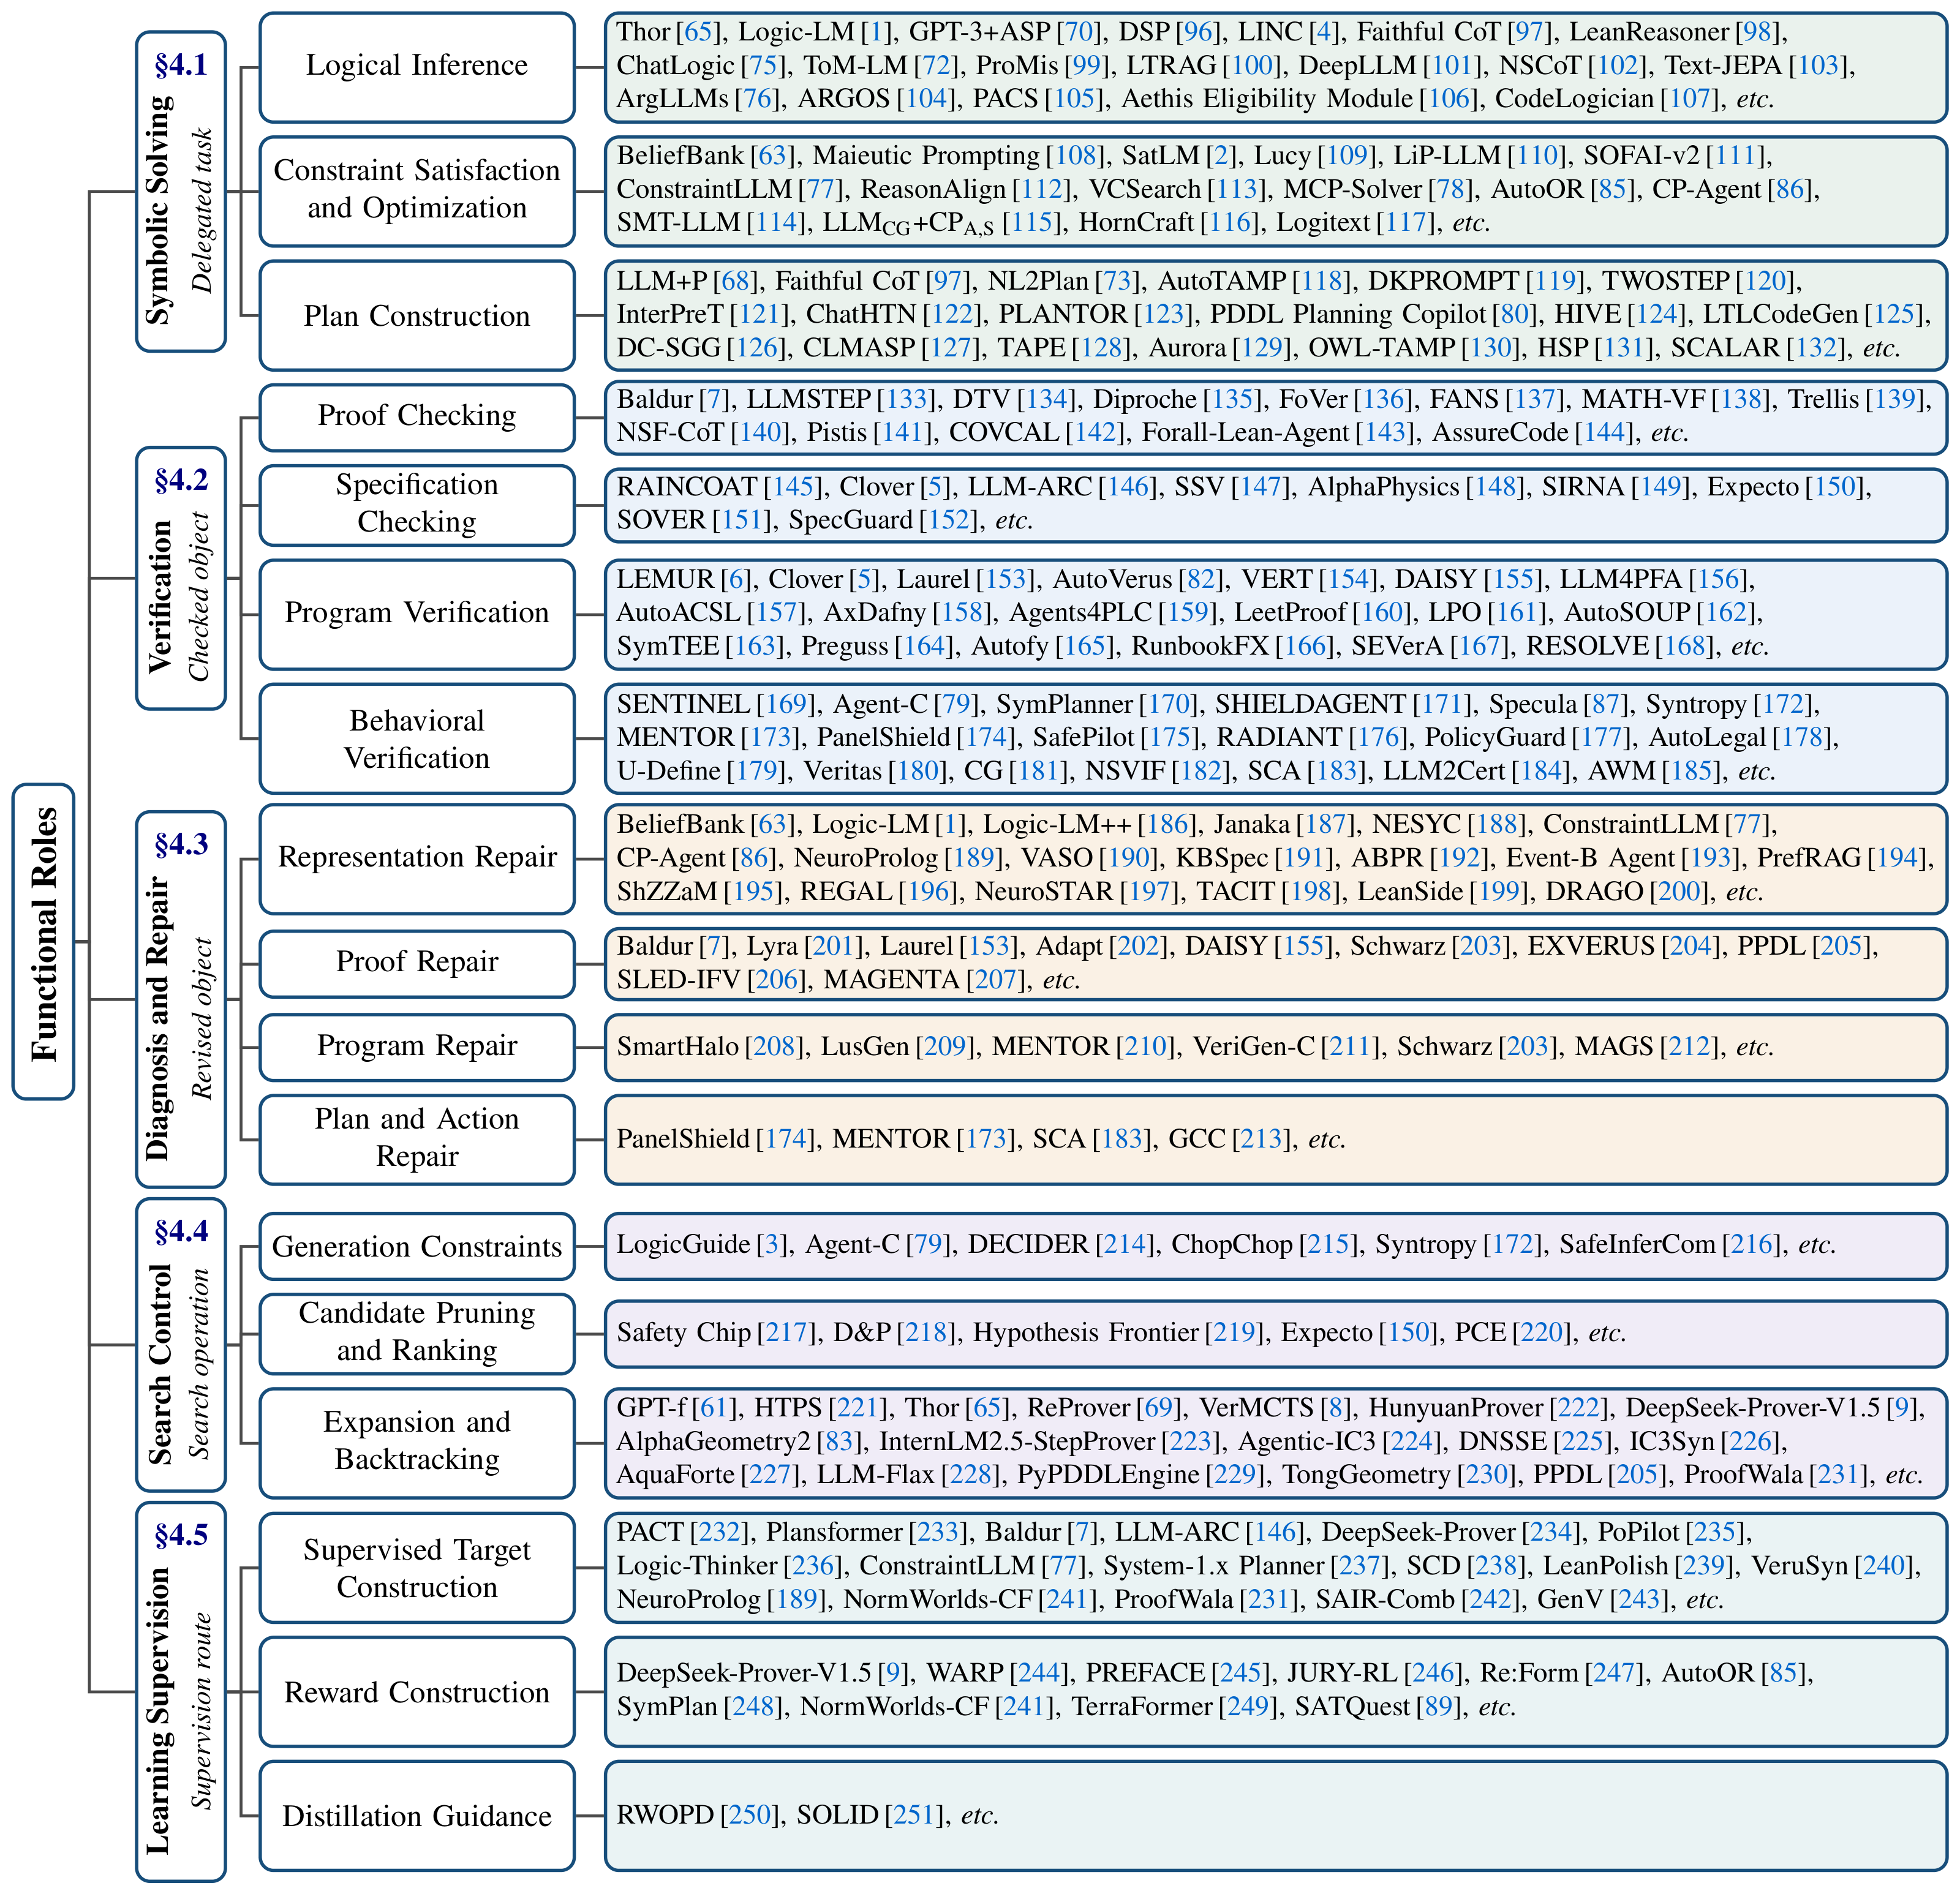 Functional Roles
§4.1
Symbolic Solving
Delegated task
Logical Inference
Thor [65], Logic-LM [1], GPT-3+ASP [70], DSP [96], LINC [4], Faithful CoT [97], LeanReasoner [98],
ChatLogic [75], ToM-LM [72], ProMis [99], LTRAG [100], DeepLLM [101], NSCoT [102], Text-JEPA [103],
ArgLLMs [76], ARGOS [104], PACS [105], Aethis Eligibility Module [106], CodeLogician [107], etc.
Constraint Satisfaction
and Optimization
BeliefBank [63], Maieutic Prompting [108], SatLM [2], Lucy [109], LiP-LLM [110], SOFAI-v2 [111],
ConstraintLLM [77], ReasonAlign [112], VCSearch [113], MCP-Solver [78], AutoOR [85], CP-Agent [86],
SMT-LLM [114], LLMCG+CPA,S [115], HornCraft [116], Logitext [117], etc.
Plan Construction
LLM+P [68], Faithful CoT [97], NL2Plan [73], AutoTAMP [118], DKPROMPT [119], TWOSTEP [120],
InterPreT [121], ChatHTN [122], PLANTOR [123], PDDL Planning Copilot [80], HIVE [124], LTLCodeGen [125],
DC-SGG [126], CLMASP [127], TAPE [128], Aurora [129], OWL-TAMP [130], HSP [131], SCALAR [132], etc.
§4.2
Verification
Checked object
Proof Checking
Baldur [7], LLMSTEP [133], DTV [134], Diproche [135], FoVer [136], FANS [137], MATH-VF [138], Trellis [139],
NSF-CoT [140], Pistis [141], COVCAL [142], Forall-Lean-Agent [143], AssureCode [144], etc.
Specification
Checking
RAINCOAT [145], Clover [5], LLM-ARC [146], SSV [147], AlphaPhysics [148], SIRNA [149], Expecto [150],
SOVER [151], SpecGuard [152], etc.
Program Verification
LEMUR [6], Clover [5], Laurel [153], AutoVerus [82], VERT [154], DAISY [155], LLM4PFA [156],
AutoACSL [157], AxDafny [158], Agents4PLC [159], LeetProof [160], LPO [161], AutoSOUP [162],
SymTEE [163], Preguss [164], Autofy [165], RunbookFX [166], SEVerA [167], RESOLVE [168], etc.
Behavioral
Verification
SENTINEL [169], Agent-C [79], SymPlanner [170], SHIELDAGENT [171], Specula [87], Syntropy [172],
MENTOR [173], PanelShield [174], SafePilot [175], RADIANT [176], PolicyGuard [177], AutoLegal [178],
U-Define [179], Veritas [180], CG [181], NSVIF [182], SCA [183], LLM2Cert [184], AWM [185], etc.
§4.3
Diagnosis and Repair
Revised object
Representation Repair
BeliefBank [63], Logic-LM [1], Logic-LM++ [186], Janaka [187], NESYC [188], ConstraintLLM [77],
CP-Agent [86], NeuroProlog [189], VASO [190], KBSpec [191], ABPR [192], Event-B Agent [193], PrefRAG [194],
ShZZaM [195], REGAL [196], NeuroSTAR [197], TACIT [198], LeanSide [199], DRAGO [200], etc.
Proof Repair
Baldur [7], Lyra [201], Laurel [153], Adapt [202], DAISY [155], Schwarz [203], EXVERUS [204], PPDL [205],
SLED-IFV [206], MAGENTA [207], etc.
Program Repair
SmartHalo [208], LusGen [209], MENTOR [210], VeriGen-C [211], Schwarz [203], MAGS [212], etc.
Plan and Action
Repair
PanelShield [174], MENTOR [173], SCA [183], GCC [213], etc.
§4.4
Search Control
Search operation
Generation Constraints
LogicGuide [3], Agent-C [79], DECIDER [214], ChopChop [215], Syntropy [172], SafeInferCom [216], etc.
Candidate Pruning
and Ranking
Safety Chip [217], D&P [218], Hypothesis Frontier [219], Expecto [150], PCE [220], etc.
Expansion and
Backtracking
GPT-f [61], HTPS [221], Thor [65], ReProver [69], VerMCTS [8], HunyuanProver [222], DeepSeek-Prover-V1.5 [9],
AlphaGeometry2 [83], InternLM2.5-StepProver [223], Agentic-IC3 [224], DNSSE [225], IC3Syn [226],
AquaForte [227], LLM-Flax [228], PyPDDLEngine [229], TongGeometry [230], PPDL [205], ProofWala [231], etc.
§4.5
Learning Supervision
Supervision route
Supervised Target
Construction
PACT [232], Plansformer [233], Baldur [7], LLM-ARC [146], DeepSeek-Prover [234], PoPilot [235],
Logic-Thinker [236], ConstraintLLM [77], System-1.x Planner [237], SCD [238], LeanPolish [239], VeruSyn [240],
NeuroProlog [189], NormWorlds-CF [241], ProofWala [231], SAIR-Comb [242], GenV [243], etc.
Reward Construction
DeepSeek-Prover-V1.5 [9], WARP [244], PREFACE [245], JURY-RL [246], Re:Form [247], AutoOR [85],
SymPlan [248], NormWorlds-CF [241], TerraFormer [249], SATQuest [89], etc.
Distillation Guidance
RWOPD [250], SOLID [251], etc.